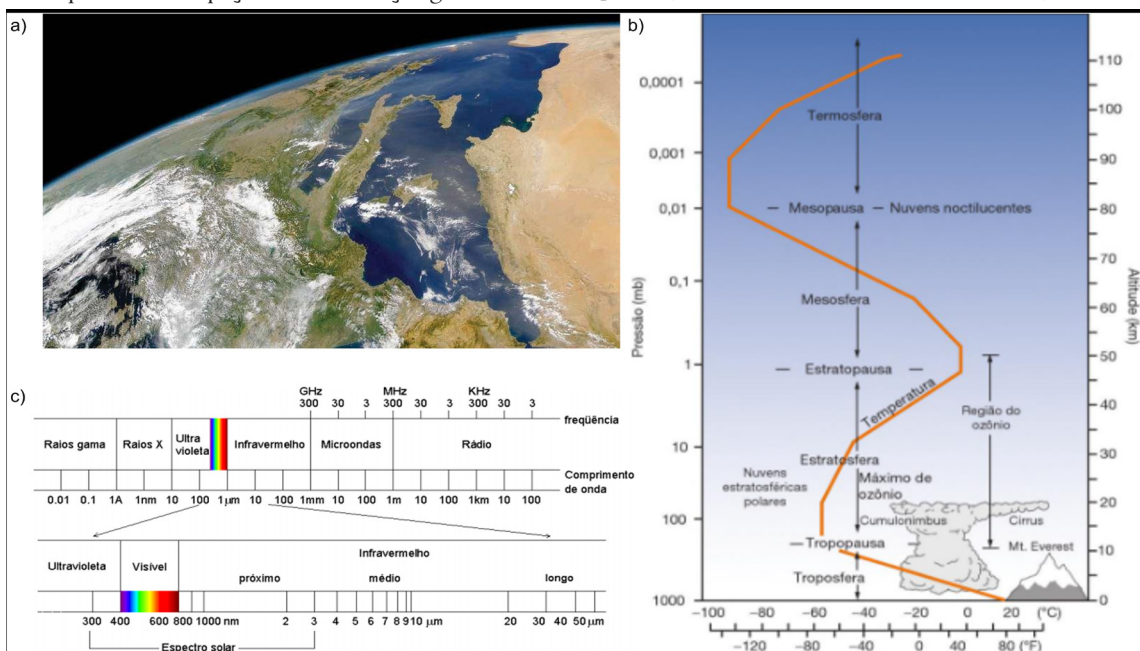 a)
b)
0,0001
0,001
0,01
0,1
1
10
100
1000
Pressão (mb)
Termosfera
Mesopausa
Nuvens noctilucentes
Mesosfera
Estratopausa
Temperatura
Região do
ozônio
Estratosfera
Nuvens
estratosféricas
polares
Máximo de
ozônio
Cumulonimbus
Cirrus
Tropopausa
Mt. Everest
Troposfera
110
100
90
80
70
60
50
40
30
20
10
0
Altitude (km)
−100 −80 −60 −40 −20 0 20 (°C)
−120 −80 −40 0 40 80 (°F)
c)
GHz MHz KHz
300 30 3 300 30 3 300 30 3
freqüência
Raios gama Raios X Ultra violeta Infravermelho Microondas Rádio
Comprimento
de onda
0.01 0.1 1A 1nm 10 100 1µm 10 100 1mm 10 100 1m 10 100 1km 10 100
Infravermelho
Ultravioleta Visível próximo médio longo
300 400 600 800 1000 nm 2 3 4 5 6 7 8 9 10 µm 20 30 40 50 µm
Espectro solar